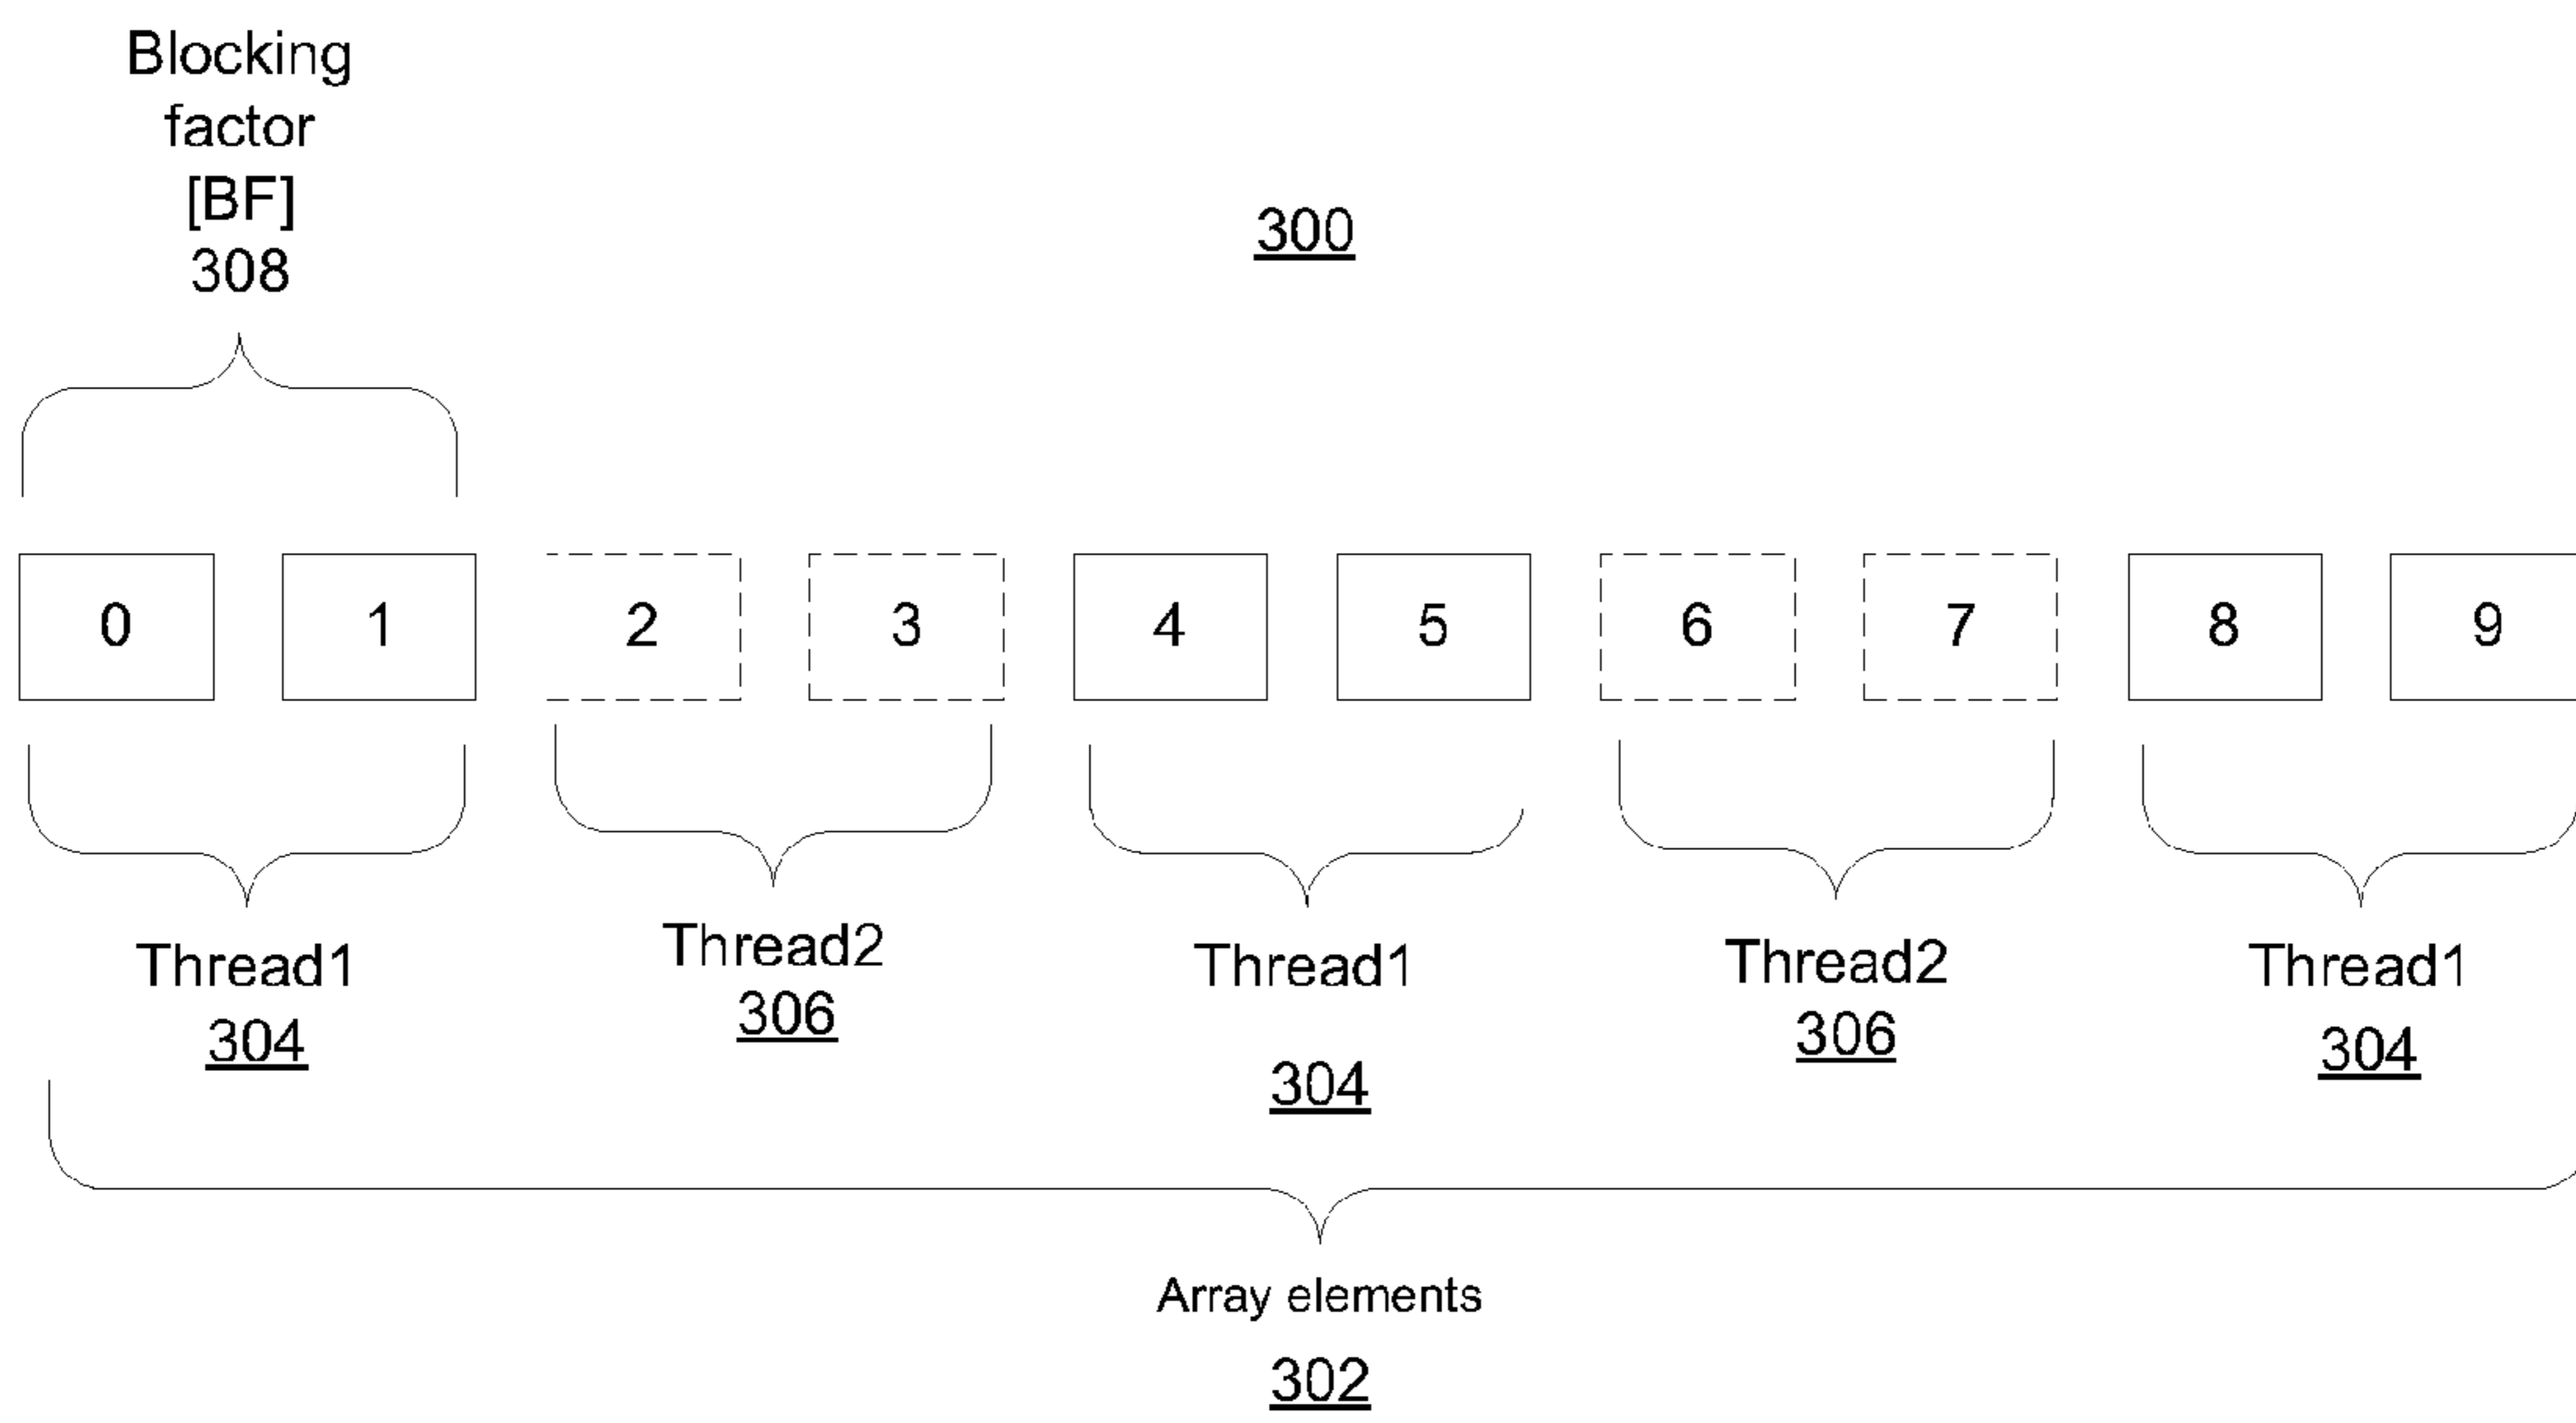 Blocking
factor
[BF]
308
300
0 1 2 3 4 5 6 7 8 9
Thread1 Thread2 Thread1 Thread2 Thread1
304 306 304 306 304
Array elements
302